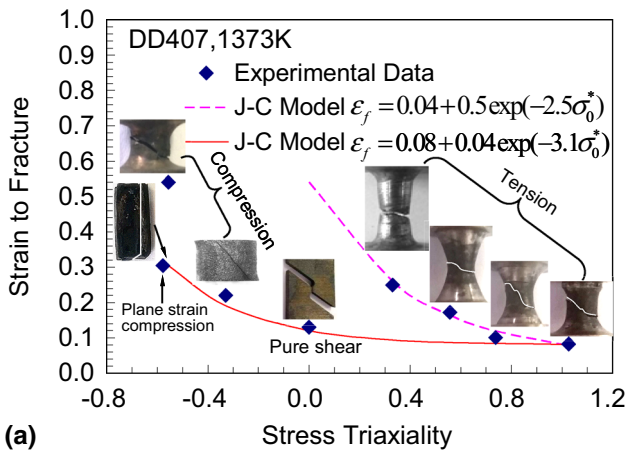 DD407,1373K
Experimental Data
J-C Model ε_f = 0.04+0.5exp(−2.5σ₀*)
J-C Model ε_f = 0.08+0.04exp(−3.1σ₀*)
Strain to Fracture
1.0
0.9
0.8
0.7
0.6
0.5
0.4
0.3
0.2
0.1
0.0
Compression
Tension
Plane strain
compression
Pure shear
-0.8
-0.4
0.0
0.4
0.8
1.2
(a)
Stress Triaxiality